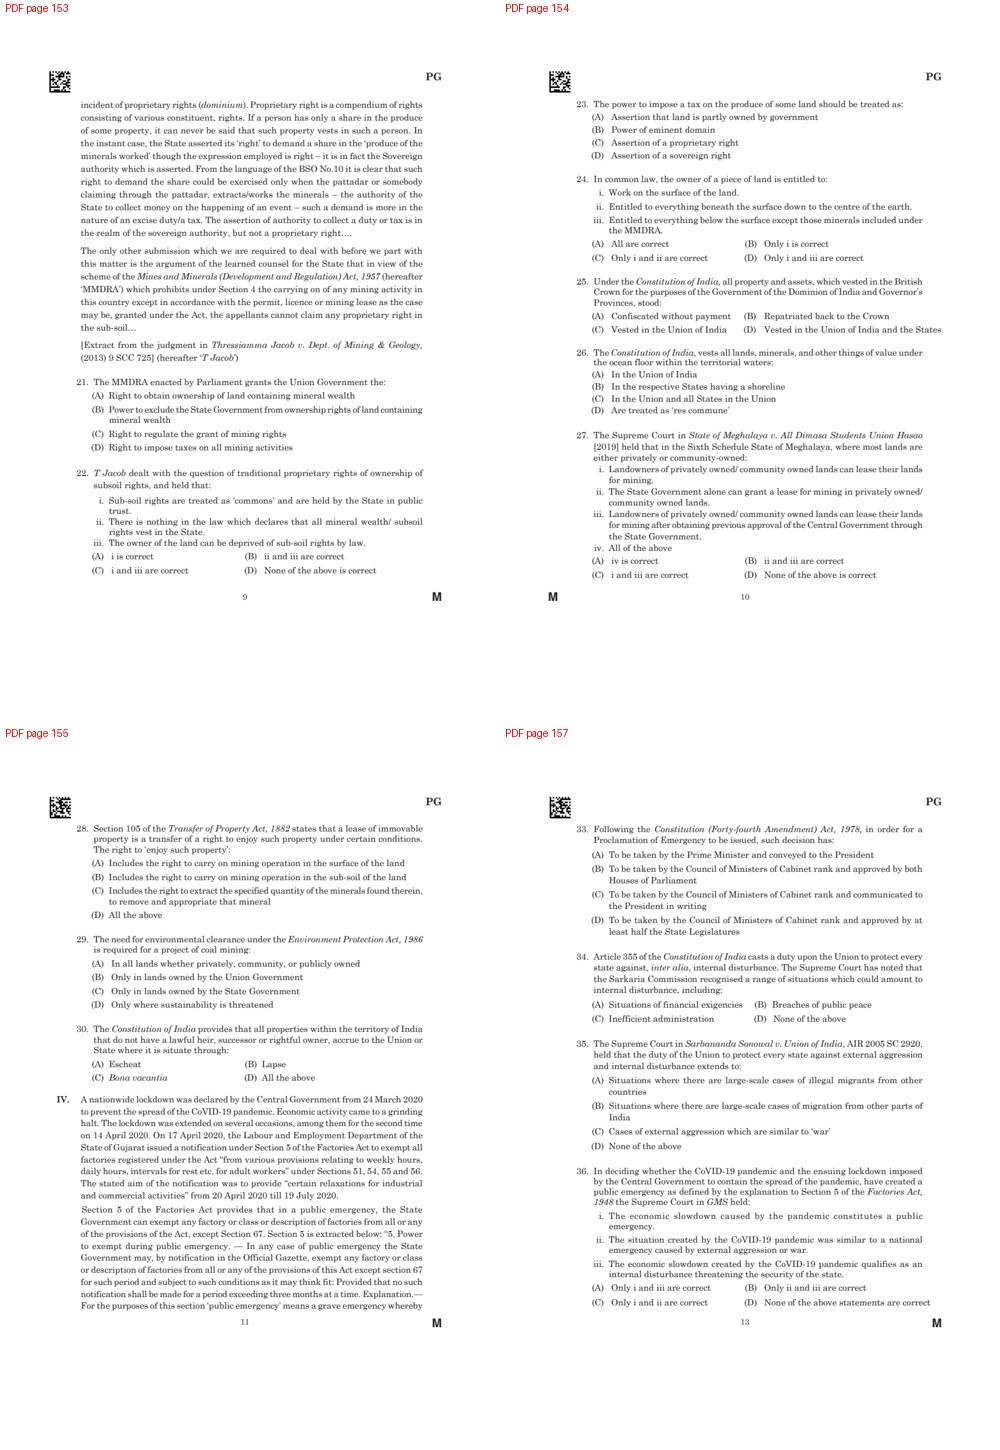 PDF page 153
PG
incident of proprietary rights (dominium). Proprietary right is a compendium of rights
consisting of various constituent, rights. If a person has only a share in the produce
of some property, it can never be said that such property vests in such a person. In
the instant case, the State asserted its ‘right’ to demand a share in the ‘produce of the
minerals worked’ though the expression employed is right – it is in fact the Sovereign
authority which is asserted. From the language of the BSO No.10 it is clear that such
right to demand the share could be exercised only when the pattadar or somebody
claiming through the pattadar, extracts/works the minerals – the authority of the
State to collect money on the happening of an event – such a demand is more in the
nature of an excise duty/a tax. The assertion of authority to collect a duty or tax is in
the realm of the sovereign authority, but not a proprietary right….
The only other submission which we are required to deal with before we part with
this matter is the argument of the learned counsel for the State that in view of the
scheme of the Mines and Minerals (Development and Regulation) Act, 1957 (hereafter
‘MMDRA’) which prohibits under Section 4 the carrying on of any mining activity in
this country except in accordance with the permit, licence or mining lease as the case
may be, granted under the Act, the appellants cannot claim any proprietary right in
the sub-soil…
[Extract from the judgment in Thressiamma Jacob v. Dept. of Mining & Geology,
(2013) 9 SCC 725] (hereafter ‘T Jacob’)
21. The MMDRA enacted by Parliament grants the Union Government the:
(A) Right to obtain ownership of land containing mineral wealth
(B) Power to exclude the State Government from ownership rights of land containing
mineral wealth
(C) Right to regulate the grant of mining rights
(D) Right to impose taxes on all mining activities
22. T Jacob dealt with the question of traditional proprietary rights of ownership of
subsoil rights, and held that:
i. Sub-soil rights are treated as ‘commons’ and are held by the State in public
trust.
ii. There is nothing in the law which declares that all mineral wealth/ subsoil
rights vest in the State.
iii. The owner of the land can be deprived of sub-soil rights by law.
(A) i is correct (B) ii and iii are correct
(C) i and iii are correct (D) None of the above is correct
9 M
PDF page 154
PG
23. The power to impose a tax on the produce of some land should be treated as:
(A) Assertion that land is partly owned by government
(B) Power of eminent domain
(C) Assertion of a proprietary right
(D) Assertion of a sovereign right
24. In common law, the owner of a piece of land is entitled to:
i. Work on the surface of the land.
ii. Entitled to everything beneath the surface down to the centre of the earth.
iii. Entitled to everything below the surface except those minerals included under
the MMDRA.
(A) All are correct (B) Only i is correct
(C) Only i and ii are correct (D) Only i and iii are correct
25. Under the Constitution of India, all property and assets, which vested in the British
Crown for the purposes of the Government of the Dominion of India and Governor’s
Provinces, stood:
(A) Confiscated without payment (B) Repatriated back to the Crown
(C) Vested in the Union of India (D) Vested in the Union of India and the States
26. The Constitution of India, vests all lands, minerals, and other things of value under
the ocean floor within the territorial waters:
(A) In the Union of India
(B) In the respective States having a shoreline
(C) In the Union and all States in the Union
(D) Are treated as ‘res commune’
27. The Supreme Court in State of Meghalaya v. All Dimasa Students Union Hasao
[2019] held that in the Sixth Schedule State of Meghalaya, where most lands are
either privately or community-owned:
i. Landowners of privately owned/ community owned lands can lease their lands
for mining.
ii. The State Government alone can grant a lease for mining in privately owned/
community owned lands.
iii. Landowners of privately owned/ community owned lands can lease their lands
for mining after obtaining previous approval of the Central Government through
the State Government.
iv. All of the above
(A) iv is correct (B) ii and iii are correct
(C) i and iii are correct (D) None of the above is correct
M 10
PDF page 155
PG
28. Section 105 of the Transfer of Property Act, 1882 states that a lease of immovable
property is a transfer of a right to enjoy such property under certain conditions.
The right to ‘enjoy such property’:
(A) Includes the right to carry on mining operation in the surface of the land
(B) Includes the right to carry on mining operation in the sub-soil of the land
(C) Includes the right to extract the specified quantity of the minerals found therein,
to remove and appropriate that mineral
(D) All the above
29. The need for environmental clearance under the Environment Protection Act, 1986
is required for a project of coal mining:
(A) In all lands whether privately, community, or publicly owned
(B) Only in lands owned by the Union Government
(C) Only in lands owned by the State Government
(D) Only where sustainability is threatened
30. The Constitution of India provides that all properties within the territory of India
that do not have a lawful heir, successor or rightful owner, accrue to the Union or
State where it is situate through:
(A) Escheat (B) Lapse
(C) Bona vacantia (D) All the above
IV. A nationwide lockdown was declared by the Central Government from 24 March 2020
to prevent the spread of the CoVID-19 pandemic. Economic activity came to a grinding
halt. The lockdown was extended on several occasions, among them for the second time
on 14 April 2020. On 17 April 2020, the Labour and Employment Department of the
State of Gujarat issued a notification under Section 5 of the Factories Act to exempt all
factories registered under the Act “from various provisions relating to weekly hours,
daily hours, intervals for rest etc. for adult workers” under Sections 51, 54, 55 and 56.
The stated aim of the notification was to provide “certain relaxations for industrial
and commercial activities” from 20 April 2020 till 19 July 2020.
Section 5 of the Factories Act provides that in a public emergency, the State
Government can exempt any factory or class or description of factories from all or any
of the provisions of the Act, except Section 67. Section 5 is extracted below: “5. Power
to exempt during public emergency. — In any case of public emergency the State
Government may, by notification in the Official Gazette, exempt any factory or class
or description of factories from all or any of the provisions of this Act except section 67
for such period and subject to such conditions as it may think fit: Provided that no such
notification shall be made for a period exceeding three months at a time. Explanation.—
For the purposes of this section ‘public emergency’ means a grave emergency whereby
11 M
PDF page 157
PG
33. Following the Constitution (Forty-fourth Amendment) Act, 1978, in order for a
Proclamation of Emergency to be issued, such decision has:
(A) To be taken by the Prime Minister and conveyed to the President
(B) To be taken by the Council of Ministers of Cabinet rank and approved by both
Houses of Parliament
(C) To be taken by the Council of Ministers of Cabinet rank and communicated to
the President in writing
(D) To be taken by the Council of Ministers of Cabinet rank and approved by at
least half the State Legislatures
34. Article 355 of the Constitution of India casts a duty upon the Union to protect every
state against, inter alia, internal disturbance. The Supreme Court has noted that
the Sarkaria Commission recognised a range of situations which could amount to
internal disturbance, including:
(A) Situations of financial exigencies (B) Breaches of public peace
(C) Inefficient administration (D) None of the above
35. The Supreme Court in Sarbananda Sonowal v. Union of India, AIR 2005 SC 2920,
held that the duty of the Union to protect every state against external aggression
and internal disturbance extends to:
(A) Situations where there are large-scale cases of illegal migrants from other
countries
(B) Situations where there are large-scale cases of migration from other parts of
India
(C) Cases of external aggression which are similar to ‘war’
(D) None of the above
36. In deciding whether the CoVID-19 pandemic and the ensuing lockdown imposed
by the Central Government to contain the spread of the pandemic, have created a
public emergency as defined by the explanation to Section 5 of the Factories Act,
1948 the Supreme Court in GMS held:
i. The economic slowdown caused by the pandemic constitutes a public
emergency.
ii. The situation created by the CoVID-19 pandemic was similar to a national
emergency caused by external aggression or war.
iii. The economic slowdown created by the CoVID-19 pandemic qualifies as an
internal disturbance threatening the security of the state.
(A) Only i and iii are correct (B) Only ii and iii are correct
(C) Only i and ii are correct (D) None of the above statements are correct
13 M